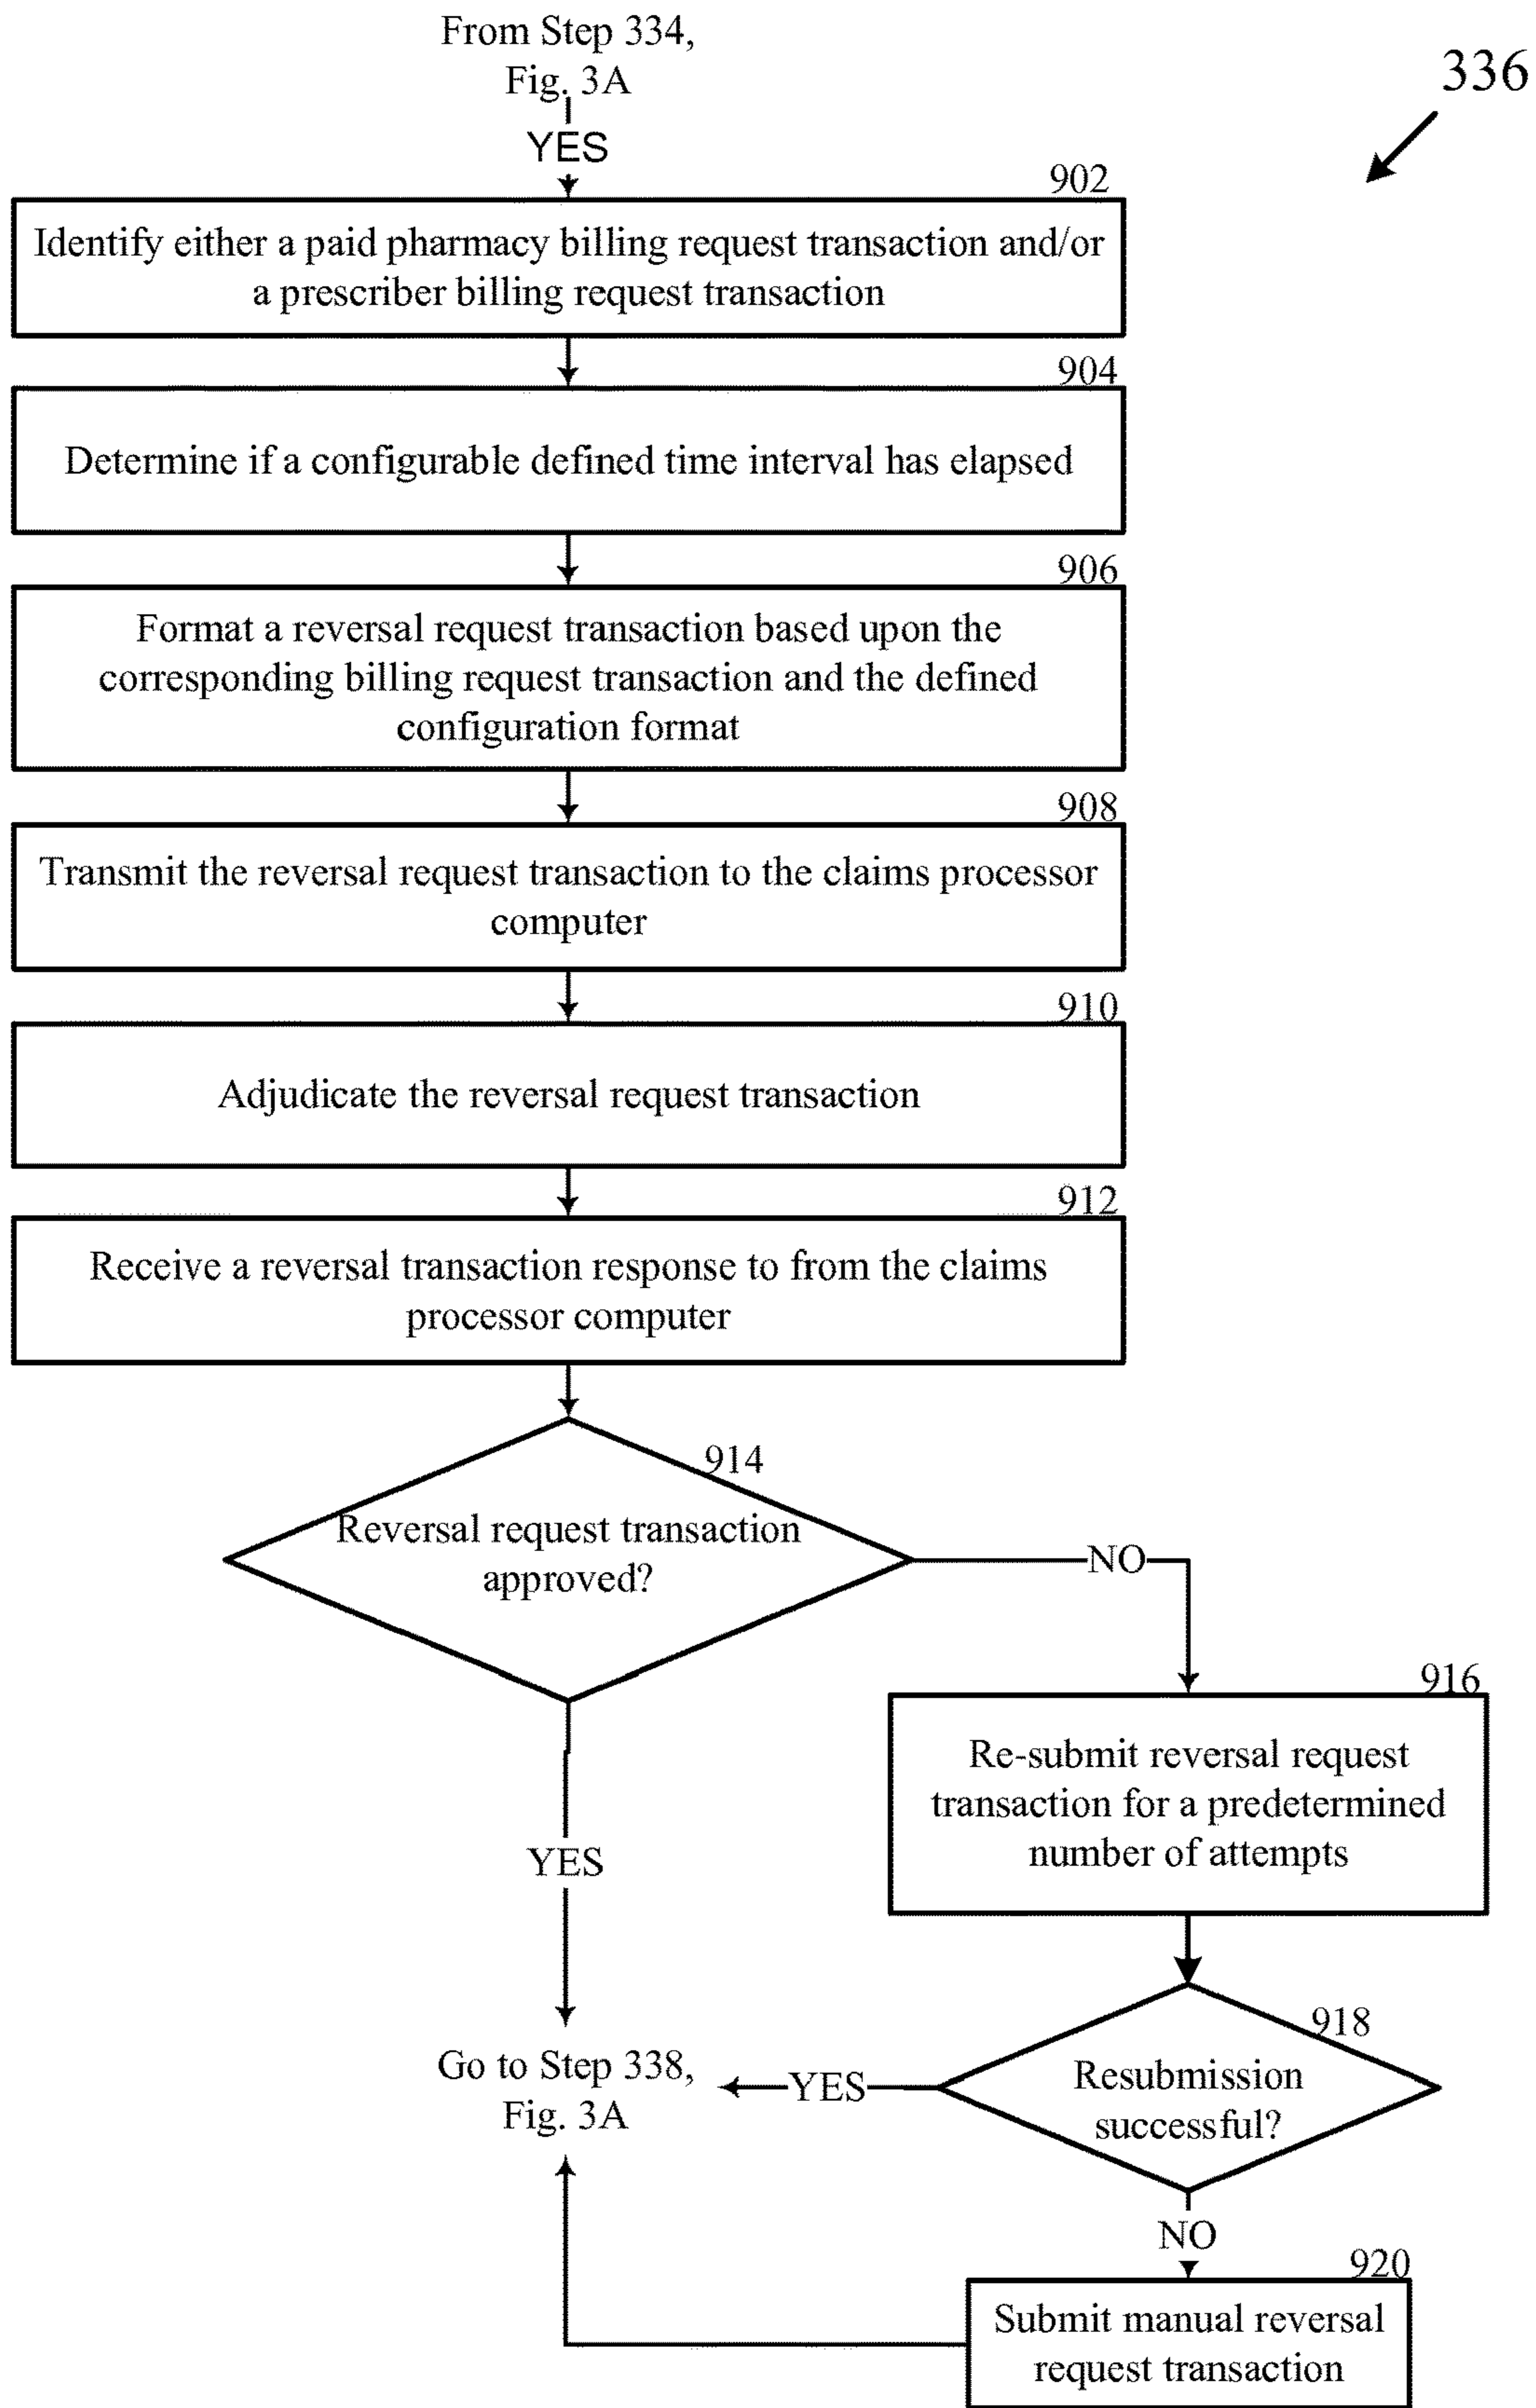 From Step 334,
Fig. 3A
336
YES
902
Identify either a paid pharmacy billing request transaction and/or
a prescriber billing request transaction
904
Determine if a configurable defined time interval has elapsed
906
Format a reversal request transaction based upon the
corresponding billing request transaction and the defined
configuration format
908
Transmit the reversal request transaction to the claims processor
computer
910
Adjudicate the reversal request transaction
912
Receive a reversal transaction response to from the claims
processor computer
914
Reversal request transaction
approved?
NO
916
Re-submit reversal request
transaction for a predetermined
number of attempts
YES
918
Resubmission
successful?
YES
Go to Step 338,
Fig. 3A
NO
920
Submit manual reversal
request transaction